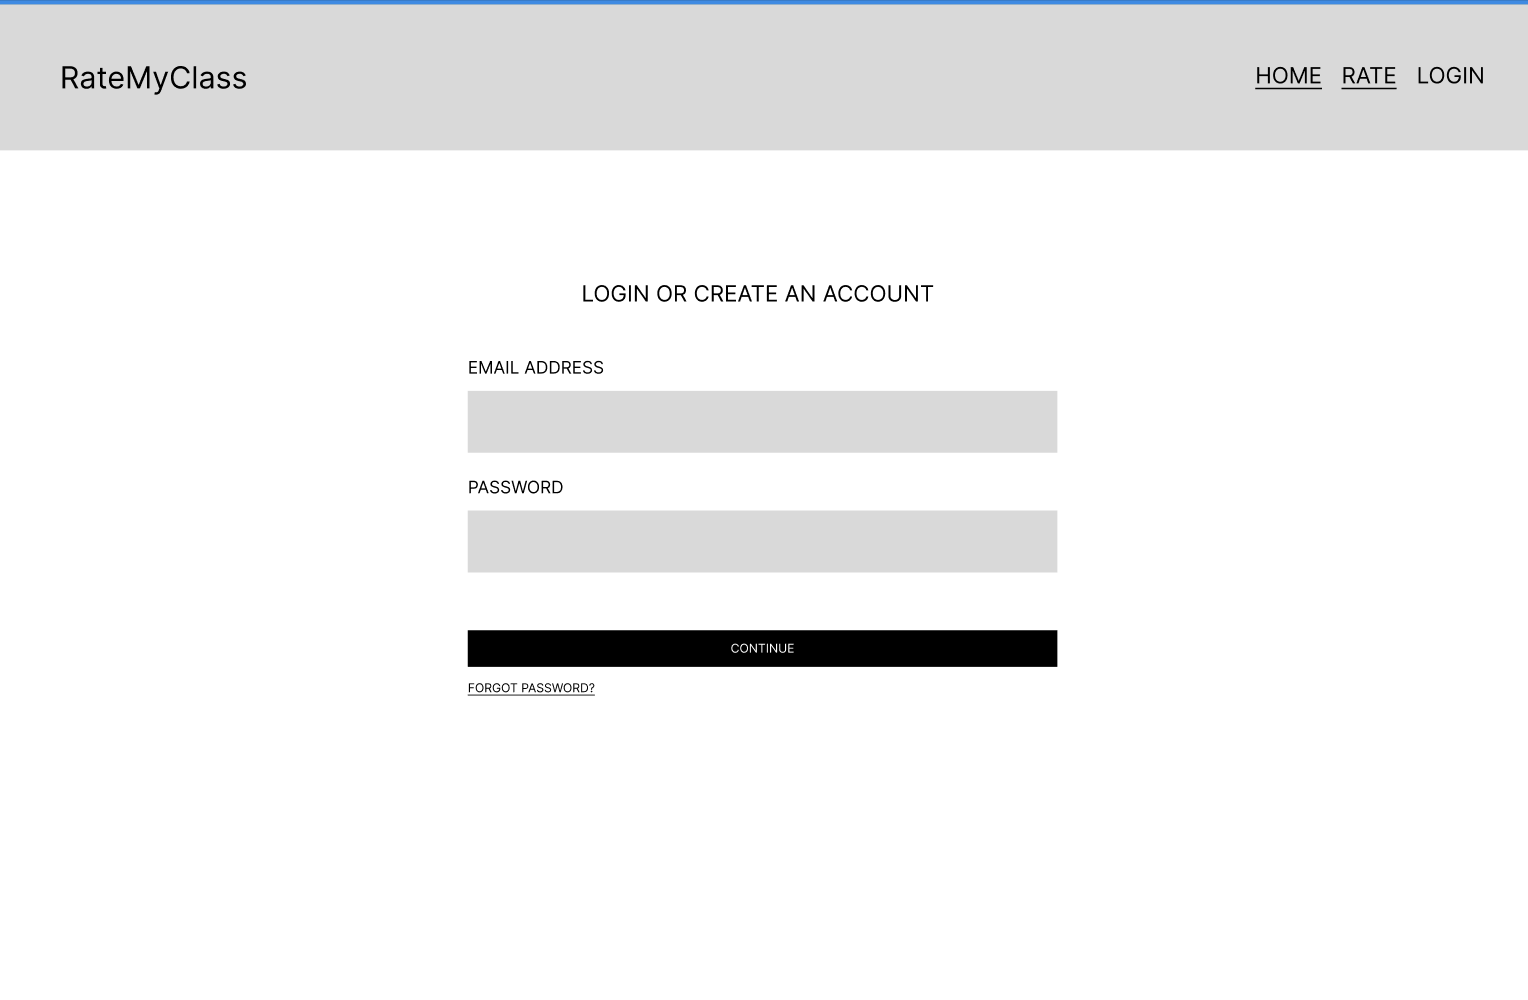 RateMyClass
HOME RATE LOGIN
LOGIN OR CREATE AN ACCOUNT
EMAIL ADDRESS
PASSWORD
CONTINUE
FORGOT PASSWORD?